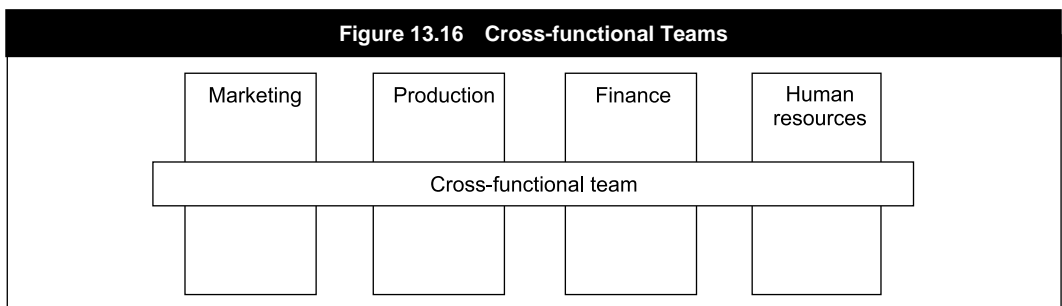 Figure 13.16 Cross-functional Teams
Marketing
Production
Finance
Human
resources
Cross-functional team